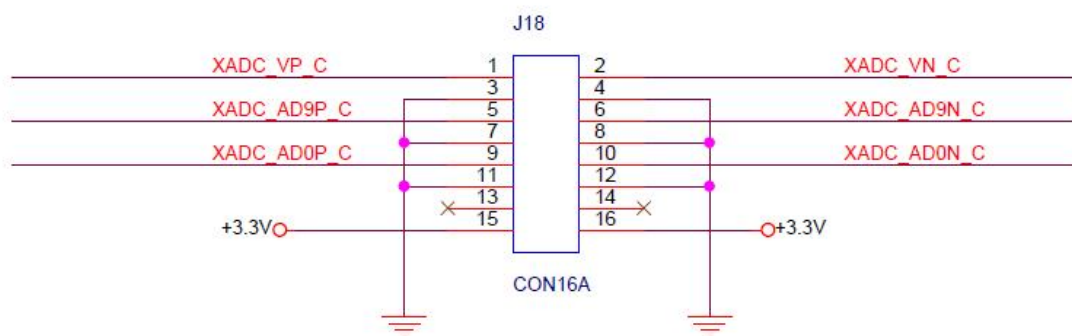 J18
XADC_VP_C 1 2 XADC_VN_C
3 4
XADC_AD9P_C 5 6 XADC_AD9N_C
7 8
XADC_AD0P_C 9 10 XADC_AD0N_C
11 12
13 14
+3.3V 15 16 +3.3V
CON16A